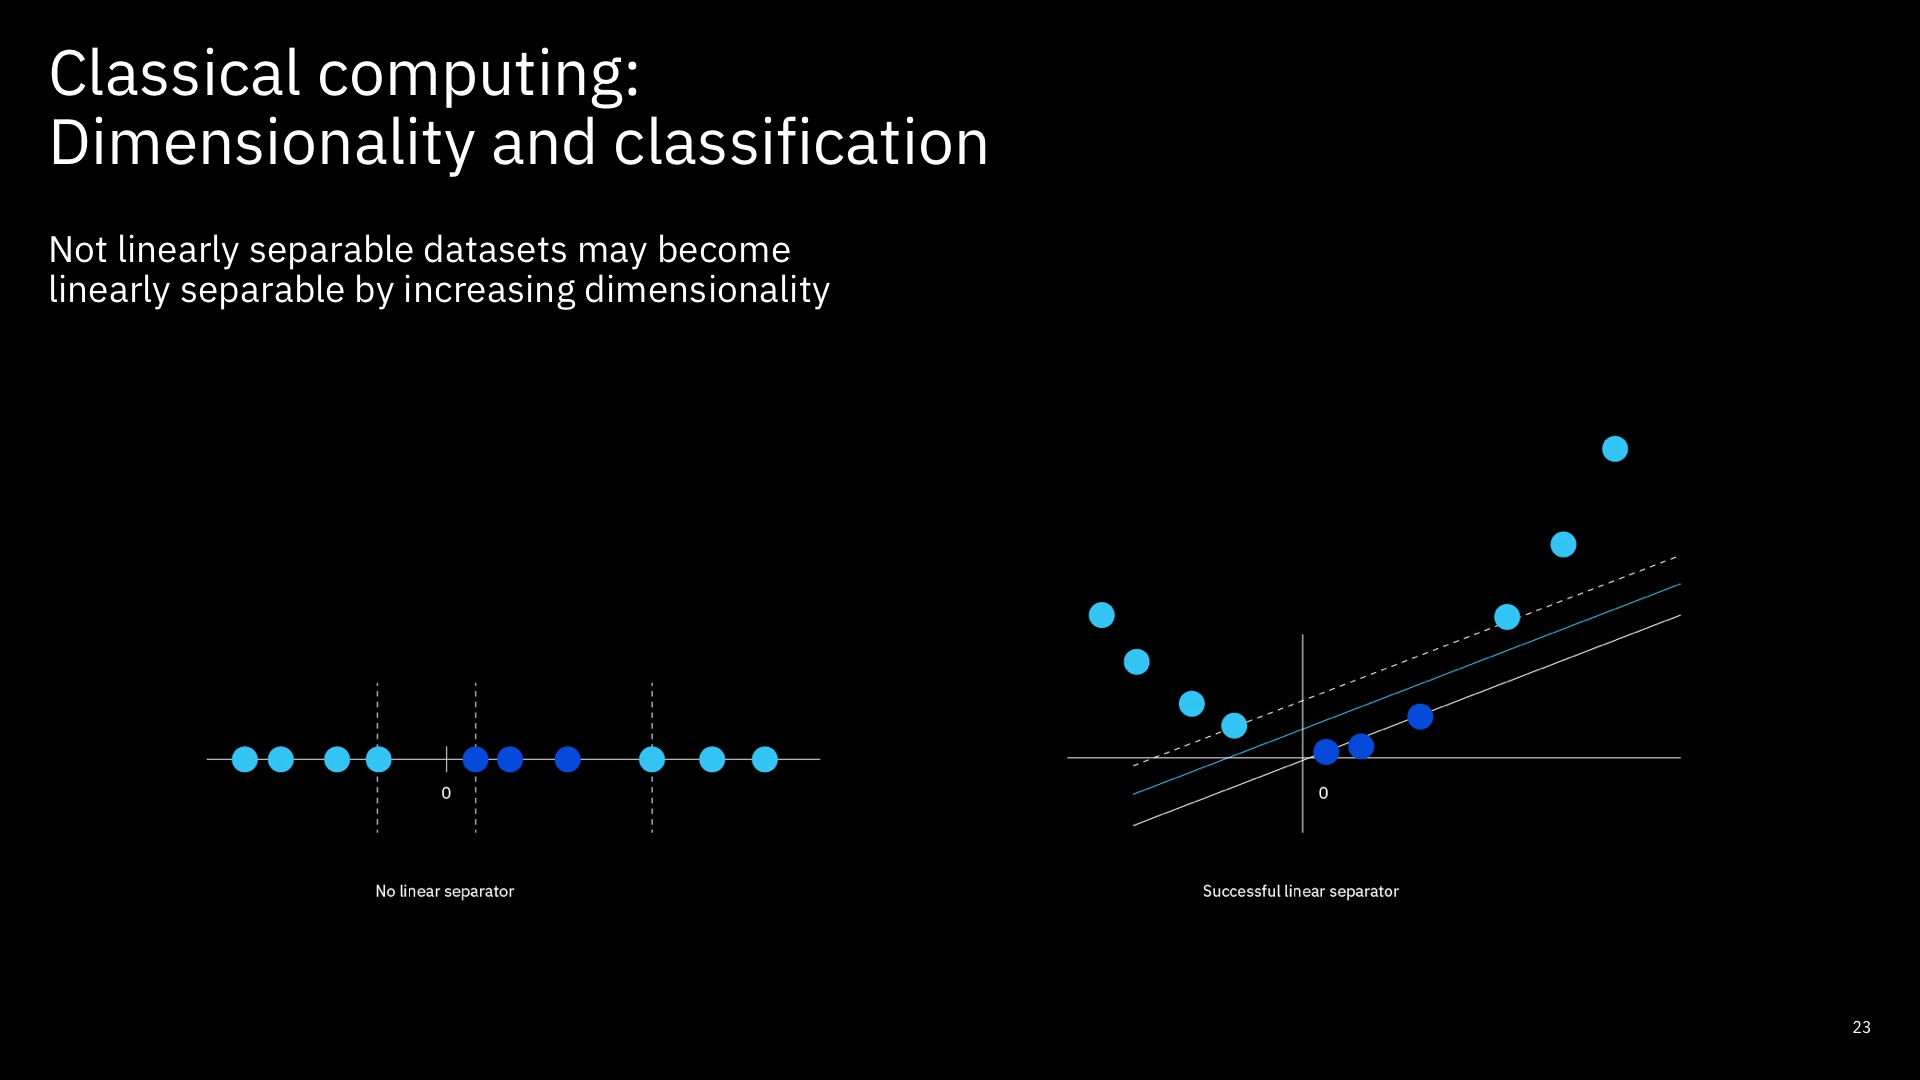 Classical computing:
Dimensionality and classification
Not linearly separable datasets may become
linearly separable by increasing dimensionality
0
No linear separator
0
Successful linear separator
23